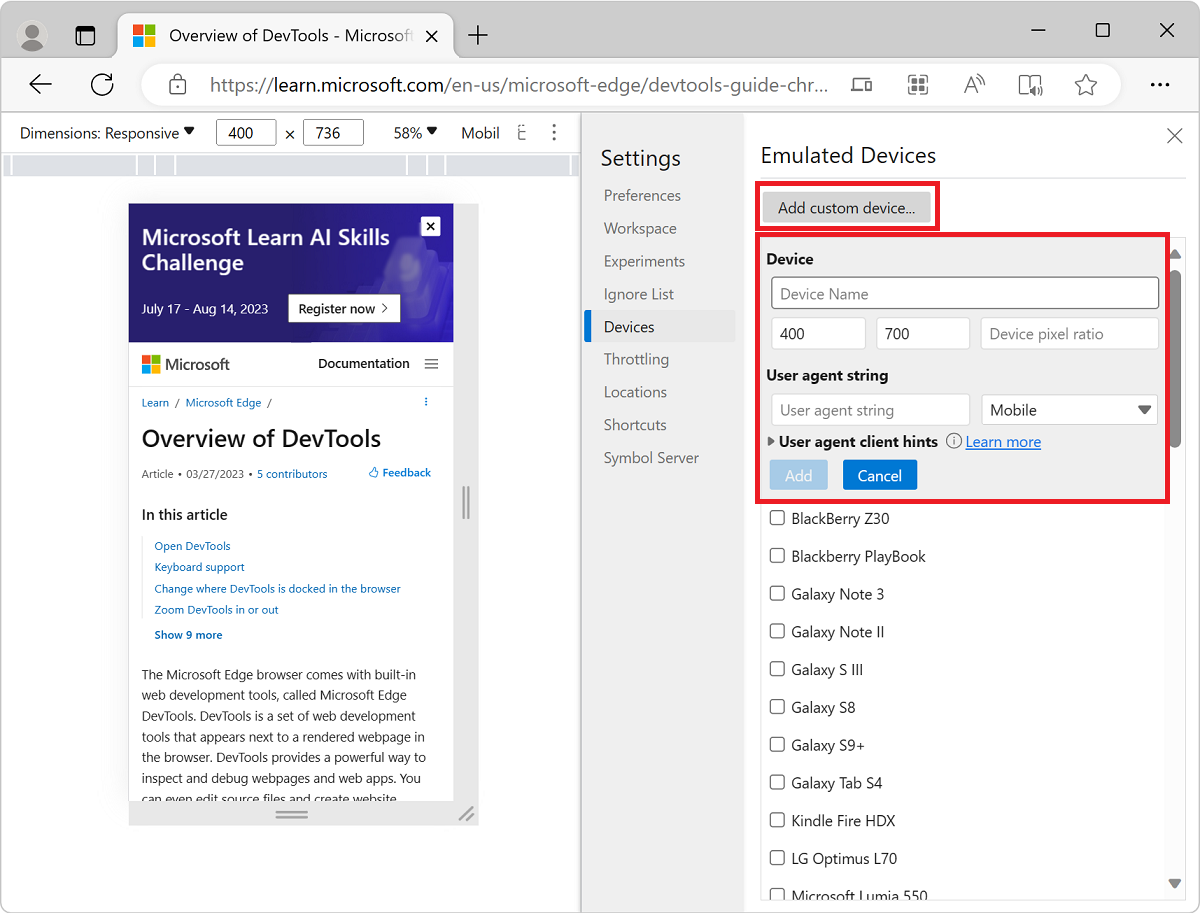 Overview of DevTools - Microsoft
https://learn.microsoft.com/en-us/microsoft-edge/devtools-guide-chr...
Dimensions: Responsive
400 × 736
58%
Mobil
Microsoft Learn AI Skills
Challenge
July 17 - Aug 14, 2023
Register now
Microsoft
Documentation
Learn / Microsoft Edge /
Overview of DevTools
Article • 03/27/2023 • 5 contributors
Feedback
In this article
Open DevTools
Keyboard support
Change where DevTools is docked in the browser
Zoom DevTools in or out
Show 9 more
The Microsoft Edge browser comes with built-in
web development tools, called Microsoft Edge
DevTools. DevTools is a set of web development
tools that appears next to a rendered webpage in
the browser. DevTools provides a powerful way to
inspect and debug webpages and web apps. You
can even edit source files and create website
Settings
Preferences
Workspace
Experiments
Ignore List
Devices
Throttling
Locations
Shortcuts
Symbol Server
Emulated Devices
Add custom device...
Device
Device Name
400
700
Device pixel ratio
User agent string
User agent string
Mobile
User agent client hints
Learn more
Add
Cancel
BlackBerry Z30
Blackberry PlayBook
Galaxy Note 3
Galaxy Note II
Galaxy S III
Galaxy S8
Galaxy S9+
Galaxy Tab S4
Kindle Fire HDX
LG Optimus L70
Microsoft Lumia 550